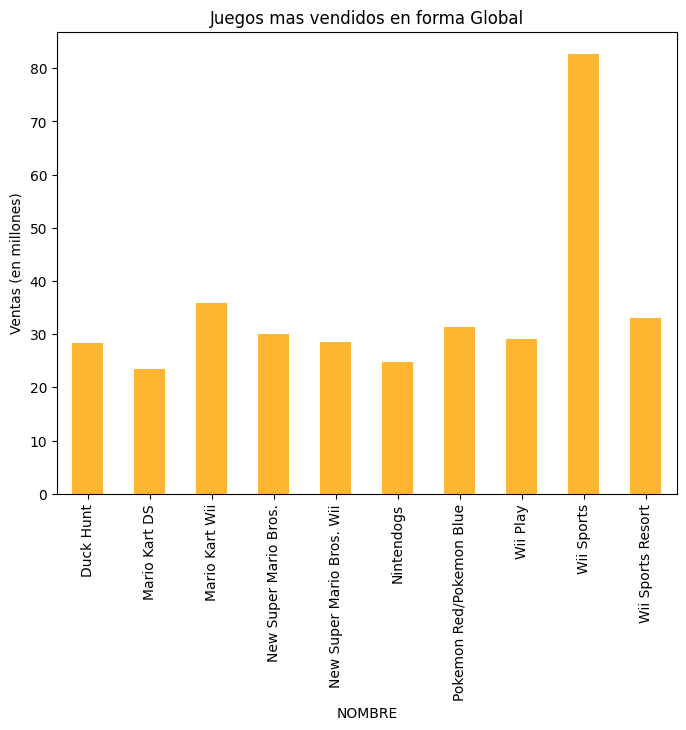 Juegos mas vendidos en forma Global
Ventas (en millones)
80
70
60
50
40
30
20
10
0
Duck Hunt
Mario Kart DS
Mario Kart Wii
New Super Mario Bros.
New Super Mario Bros. Wii
Nintendogs
Pokemon Red/Pokemon Blue
Wii Play
Wii Sports
Wii Sports Resort
NOMBRE